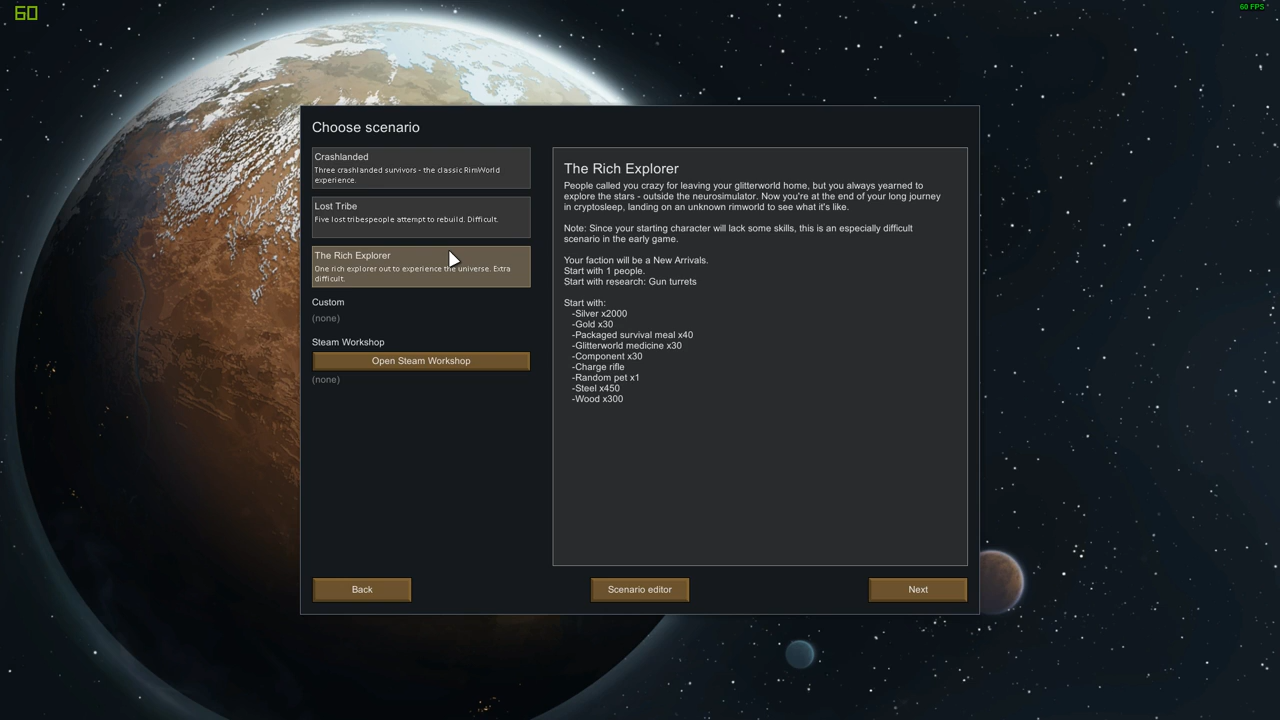 60
60 FPS
Choose scenario
Crashlanded
Three crashlanded survivors - the classic RimWorld
experience.
Lost Tribe
Five lost tribespeople attempt to rebuild. Difficult.
The Rich Explorer
One rich explorer out to experience the universe. Extra
difficult.
Custom
(none)
Steam Workshop
Open Steam Workshop
(none)
The Rich Explorer
People called you crazy for leaving your glitterworld home, but you always yearned to
explore the stars - outside the neurosimulator. Now you're at the end of your long journey
in cryptosleep, landing on an unknown rimworld to see what it's like.
Note: Since your starting character will lack some skills, this is an especially difficult
scenario in the early game.
Your faction will be a New Arrivals.
Start with 1 people.
Start with research: Gun turrets
Start with:
-Silver x2000
-Gold x30
-Packaged survival meal x40
-Glitterworld medicine x30
-Component x30
-Charge rifle
-Random pet x1
-Steel x450
-Wood x300
Back
Scenario editor
Next